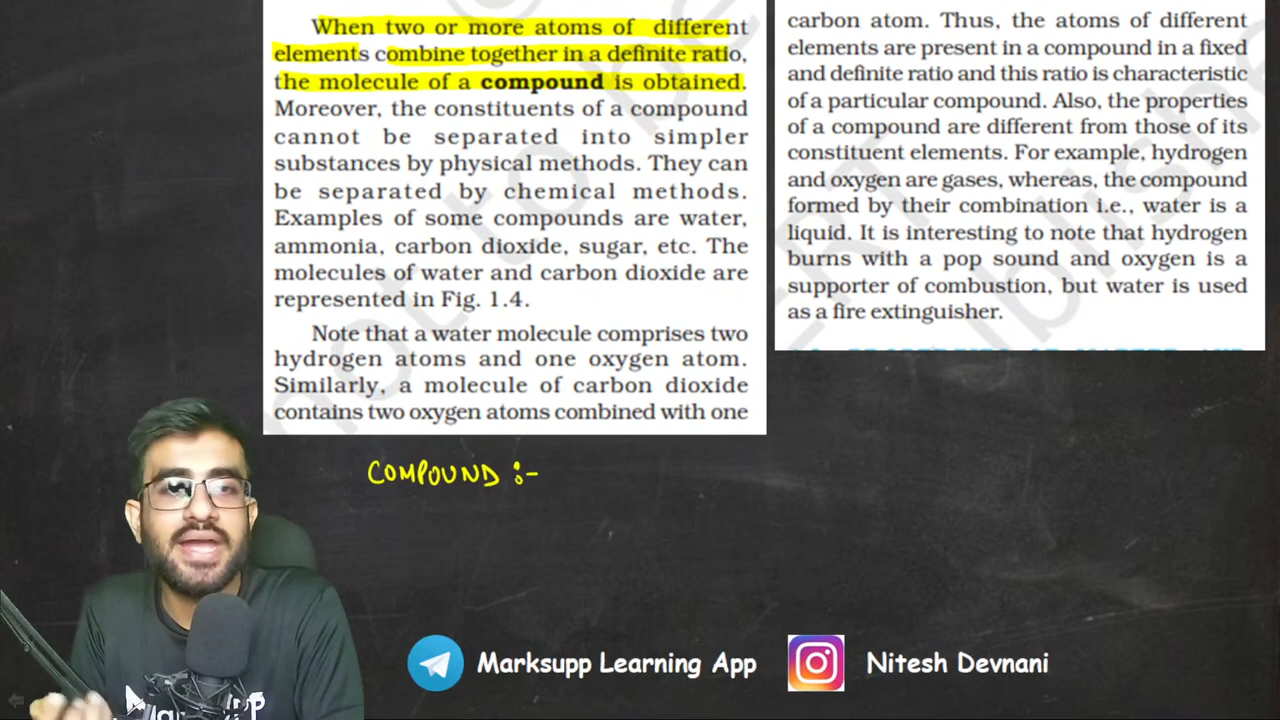 When two or more atoms of different
elements combine together in a definite ratio,
the molecule of a compound is obtained.
Moreover, the constituents of a compound
cannot be separated into simpler
substances by physical methods. They can
be separated by chemical methods.
Examples of some compounds are water,
ammonia, carbon dioxide, sugar, etc. The
molecules of water and carbon dioxide are
represented in Fig. 1.4.
Note that a water molecule comprises two
hydrogen atoms and one oxygen atom.
Similarly, a molecule of carbon dioxide
contains two oxygen atoms combined with one
carbon atom. Thus, the atoms of different
elements are present in a compound in a fixed
and definite ratio and this ratio is characteristic
of a particular compound. Also, the properties
of a compound are different from those of its
constituent elements. For example, hydrogen
and oxygen are gases, whereas, the compound
formed by their combination i.e., water is a
liquid. It is interesting to note that hydrogen
burns with a pop sound and oxygen is a
supporter of combustion, but water is used
as a fire extinguisher.
COMPOUND :-
Marksupp Learning App
Nitesh Devnani